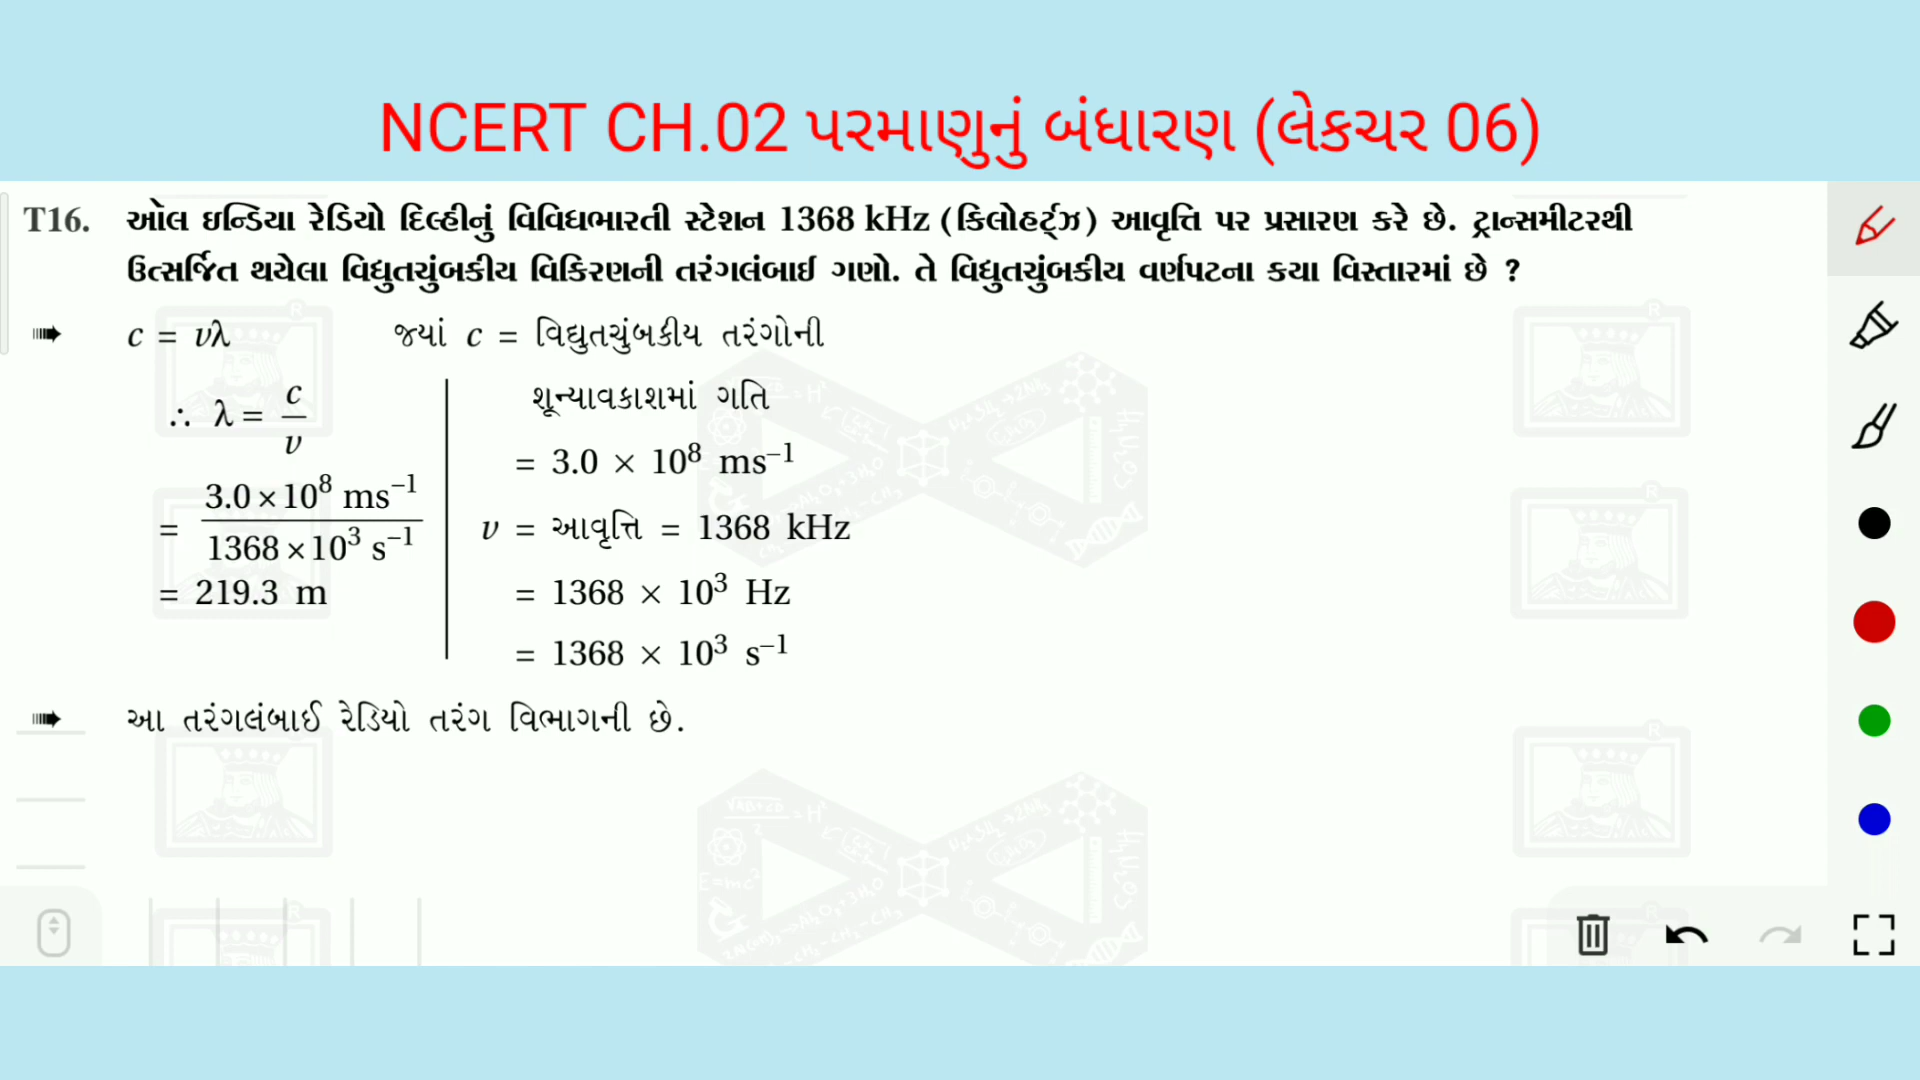 NCERT CH.02 પરમાણુનું બંધારણ (લેકચર 06)
T16. ઑલ ઇન્ડિયા રેડિયો દિલ્હીનું વિવિધભારતી સ્ટેશન 1368 kHz (કિલોહર્ટ્ઝ) આવૃત્તિ પર પ્રસારણ કરે છે. ટ્રાન્સમીટરથી
ઉત્સર્જિત થયેલા વિદ્યુતચુંબકીય વિકિરણની તરંગલંબાઈ ગણો. તે વિદ્યુતચુંબકીય વર્ણપટના કયા વિસ્તારમાં છે ?
c = νλ
∴ λ = c/ν
= 3.0 × 10⁸ ms⁻¹ / 1368 × 10³ s⁻¹
= 219.3 m
જ્યાં c = વિદ્યુતચુંબકીય તરંગોની
શૂન્યાવકાશમાં ગતિ
= 3.0 × 10⁸ ms⁻¹
ν = આવૃત્તિ = 1368 kHz
= 1368 × 10³ Hz
= 1368 × 10³ s⁻¹
આ તરંગલંબાઈ રેડિયો તરંગ વિભાગની છે.